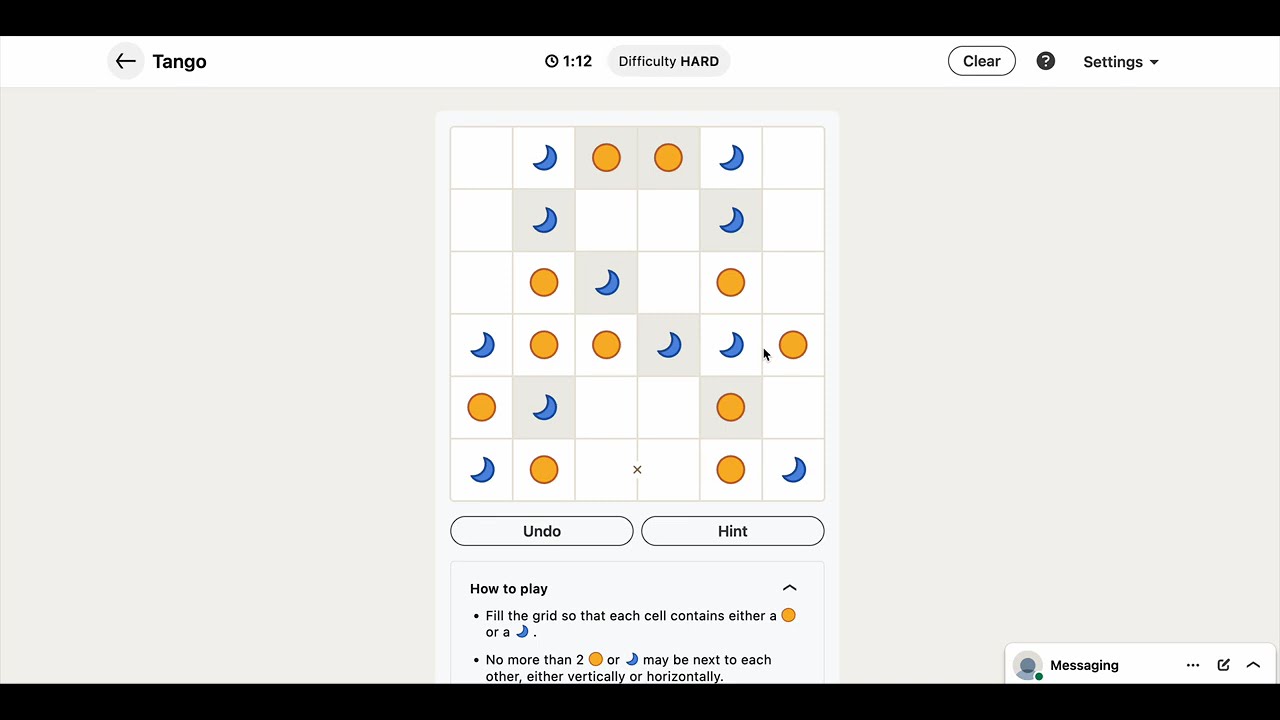 Tango
1:12
Difficulty HARD
Clear
?
Settings
×
Undo
Hint
How to play
• Fill the grid so that each cell contains either a
or a .
• No more than 2 or may be next to each
other, either vertically or horizontally.
Messaging